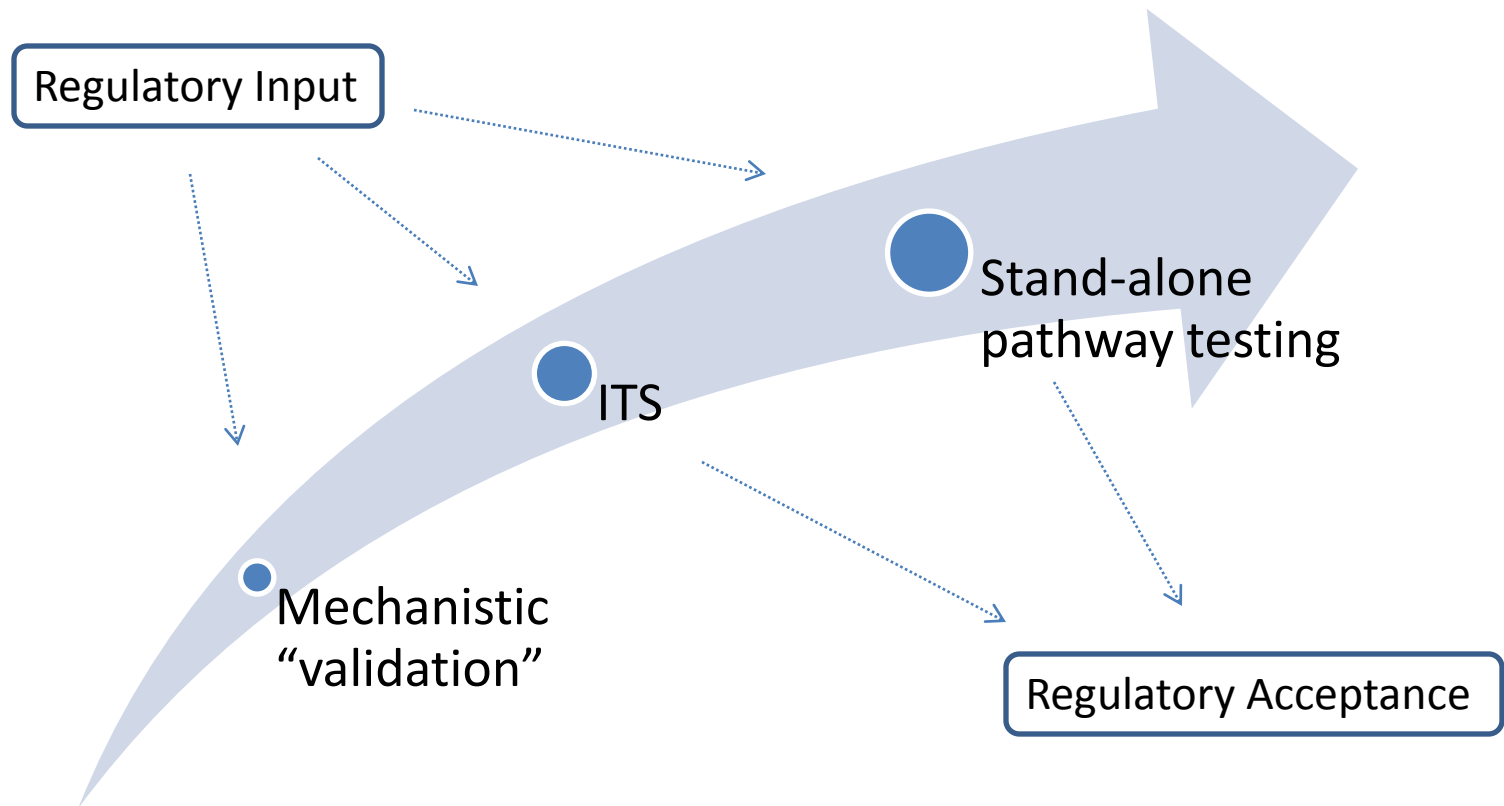 Regulatory Input
Stand-alone
pathway testing
ITS
Mechanistic
“validation”
Regulatory Acceptance